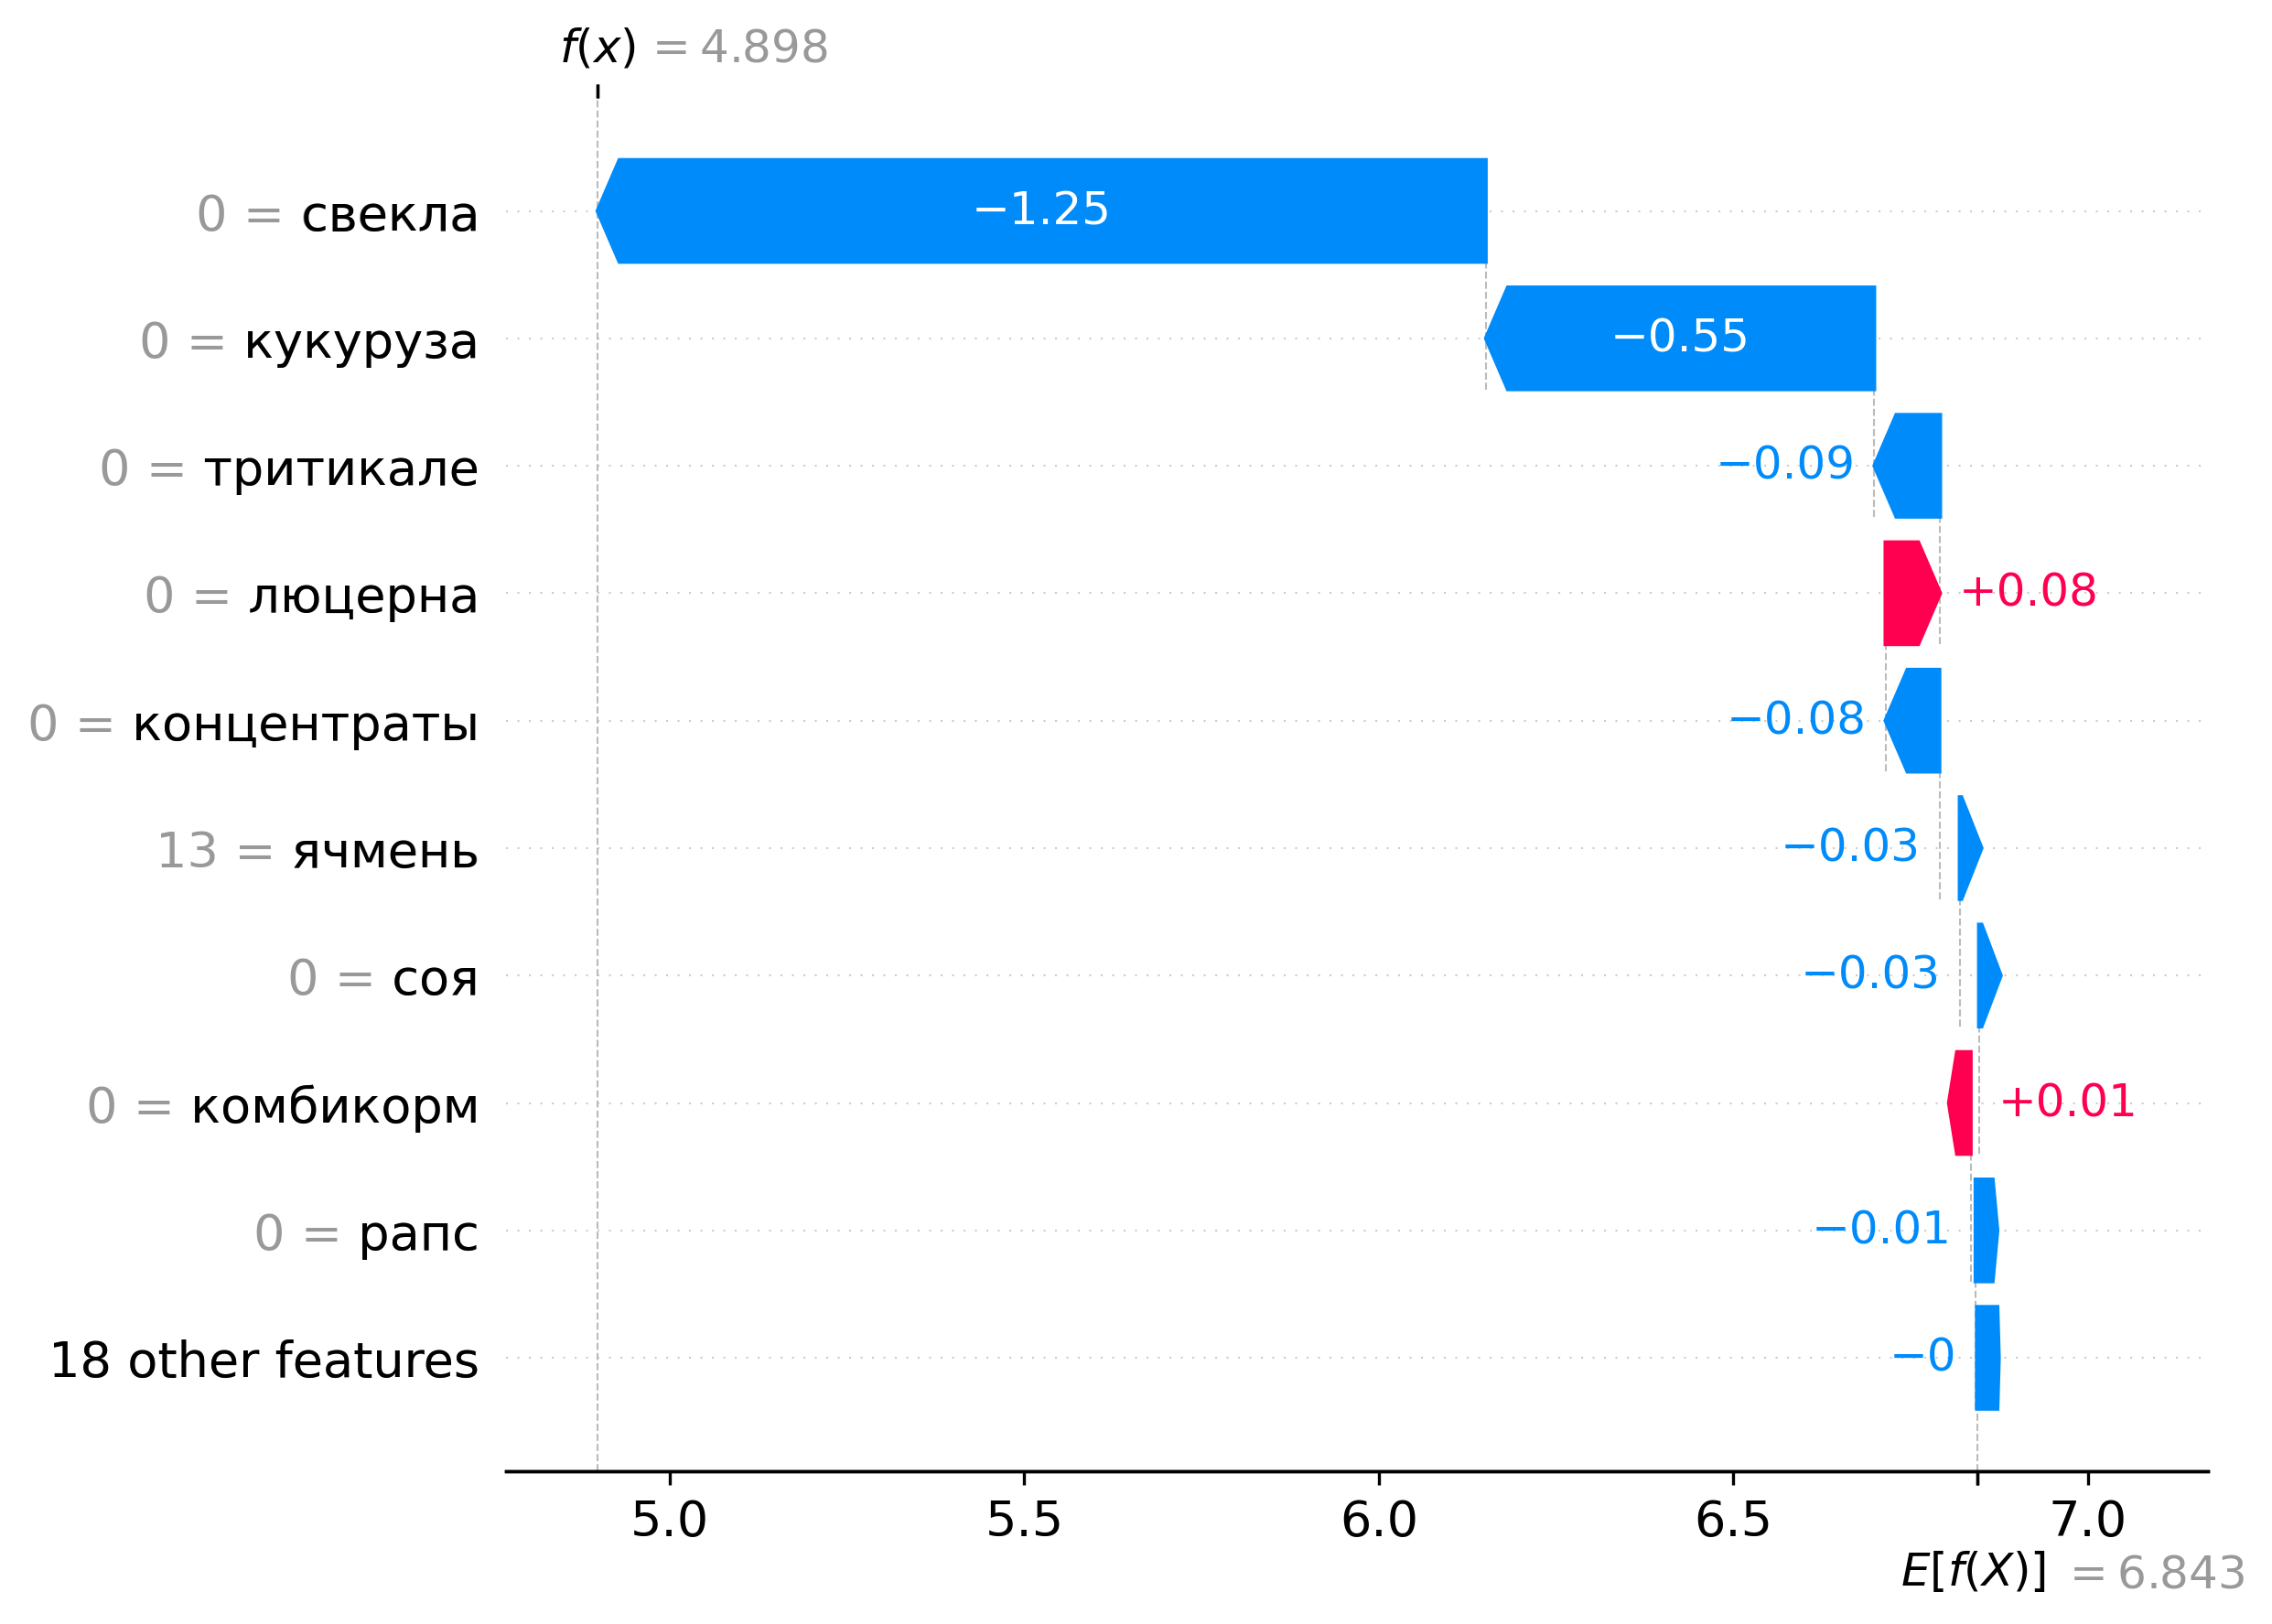 f(x) = 4.898
0 = свекла −1.25
0 = кукуруза −0.55
0 = тритикале −0.09
0 = люцерна +0.08
0 = концентраты −0.08
13 = ячмень −0.03
0 = соя −0.03
0 = комбикорм +0.01
0 = рапс −0.01
18 other features −0
5.0 5.5 6.0 6.5 7.0
E[f(X)] = 6.843